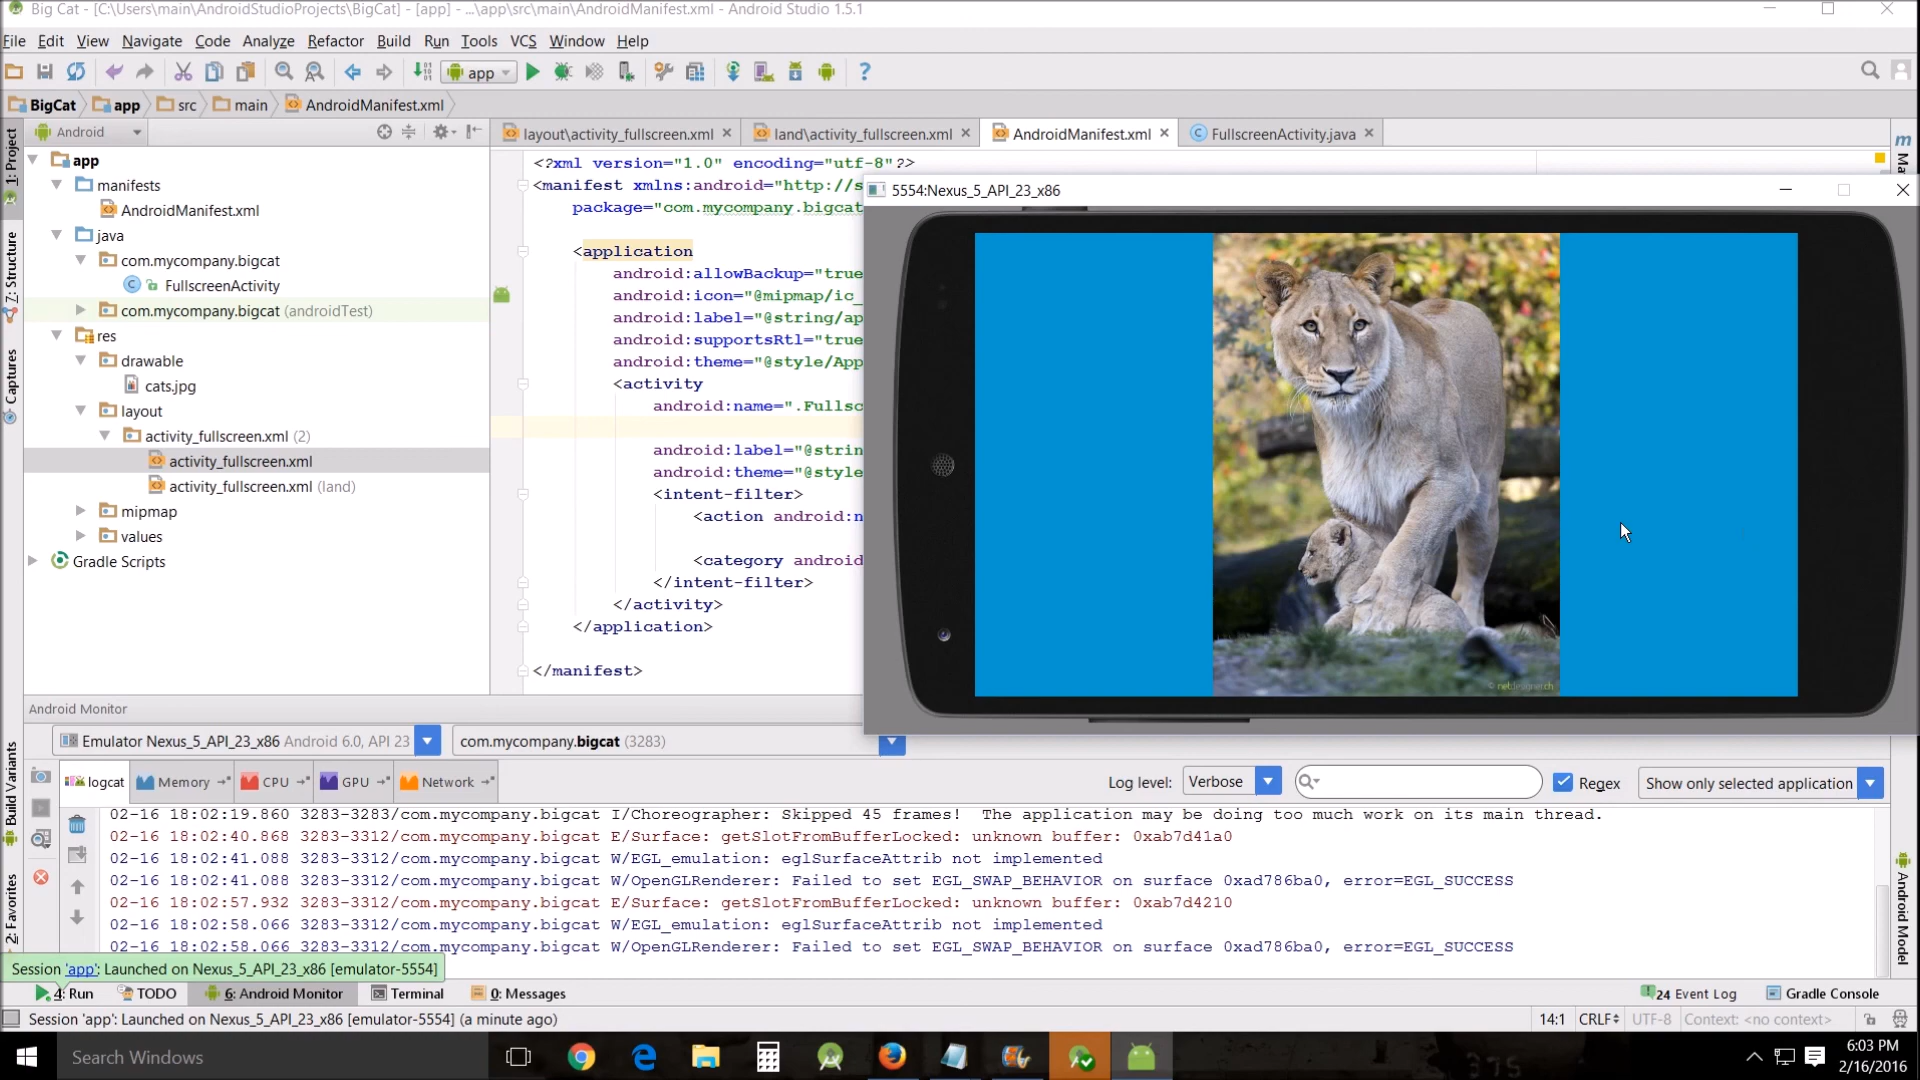 Big Cat - [C:\Users\main\AndroidStudioProjects\BigCat] - [app] - ...\app\src\main\AndroidManifest.xml - Android Studio 1.5.1
File Edit View Navigate Code Analyze Refactor Build Run Tools VCS Window Help
app
BigCat app src main AndroidManifest.xml
Android
layout\activity_fullscreen.xml land\activity_fullscreen.xml AndroidManifest.xml FullscreenActivity.java
1: Project
7: Structure
Captures
Build Variants
2: Favorites
app
manifests
AndroidManifest.xml
java
com.mycompany.bigcat
FullscreenActivity
com.mycompany.bigcat (androidTest)
res
drawable
cats.jpg
layout
activity_fullscreen.xml (2)
activity_fullscreen.xml
activity_fullscreen.xml (land)
mipmap
values
Gradle Scripts
<?xml version="1.0" encoding="utf-8"?>
<manifest xmlns:android="http://s
package="com.mycompany.bigcat
<application
android:allowBackup="true
android:icon="@mipmap/ic_
android:label="@string/ap
android:supportsRtl="true
android:theme="@style/App
<activity
android:name=".Fullsc
android:label="@strin
android:theme="@style
<intent-filter>
<action android:n
<category android
</intent-filter>
</activity>
</application>
</manifest>
5554:Nexus_5_API_23_x86
Android Monitor
Emulator Nexus_5_API_23_x86 Android 6.0, API 23 com.mycompany.bigcat (3283)
logcat Memory CPU GPU Network Log level: Verbose Regex Show only selected application
02-16 18:02:19.860 3283-3283/com.mycompany.bigcat I/Choreographer: Skipped 45 frames!  The application may be doing too much work on its main thread.
02-16 18:02:40.868 3283-3312/com.mycompany.bigcat E/Surface: getSlotFromBufferLocked: unknown buffer: 0xab7d41a0
02-16 18:02:41.088 3283-3312/com.mycompany.bigcat W/EGL_emulation: eglSurfaceAttrib not implemented
02-16 18:02:41.088 3283-3312/com.mycompany.bigcat W/OpenGLRenderer: Failed to set EGL_SWAP_BEHAVIOR on surface 0xad786ba0, error=EGL_SUCCESS
02-16 18:02:57.932 3283-3312/com.mycompany.bigcat E/Surface: getSlotFromBufferLocked: unknown buffer: 0xab7d4210
02-16 18:02:58.066 3283-3312/com.mycompany.bigcat W/EGL_emulation: eglSurfaceAttrib not implemented
02-16 18:02:58.066 3283-3312/com.mycompany.bigcat W/OpenGLRenderer: Failed to set EGL_SWAP_BEHAVIOR on surface 0xad786ba0, error=EGL_SUCCESS
Android Model
Session 'app': Launched on Nexus_5_API_23_x86 [emulator-5554]
4: Run TODO 6: Android Monitor Terminal 0: Messages 24 Event Log Gradle Console
Session 'app': Launched on Nexus_5_API_23_x86 [emulator-5554] (a minute ago) 14:1 CRLF UTF-8 Context: <no context>
Search Windows
6:03 PM
2/16/2016